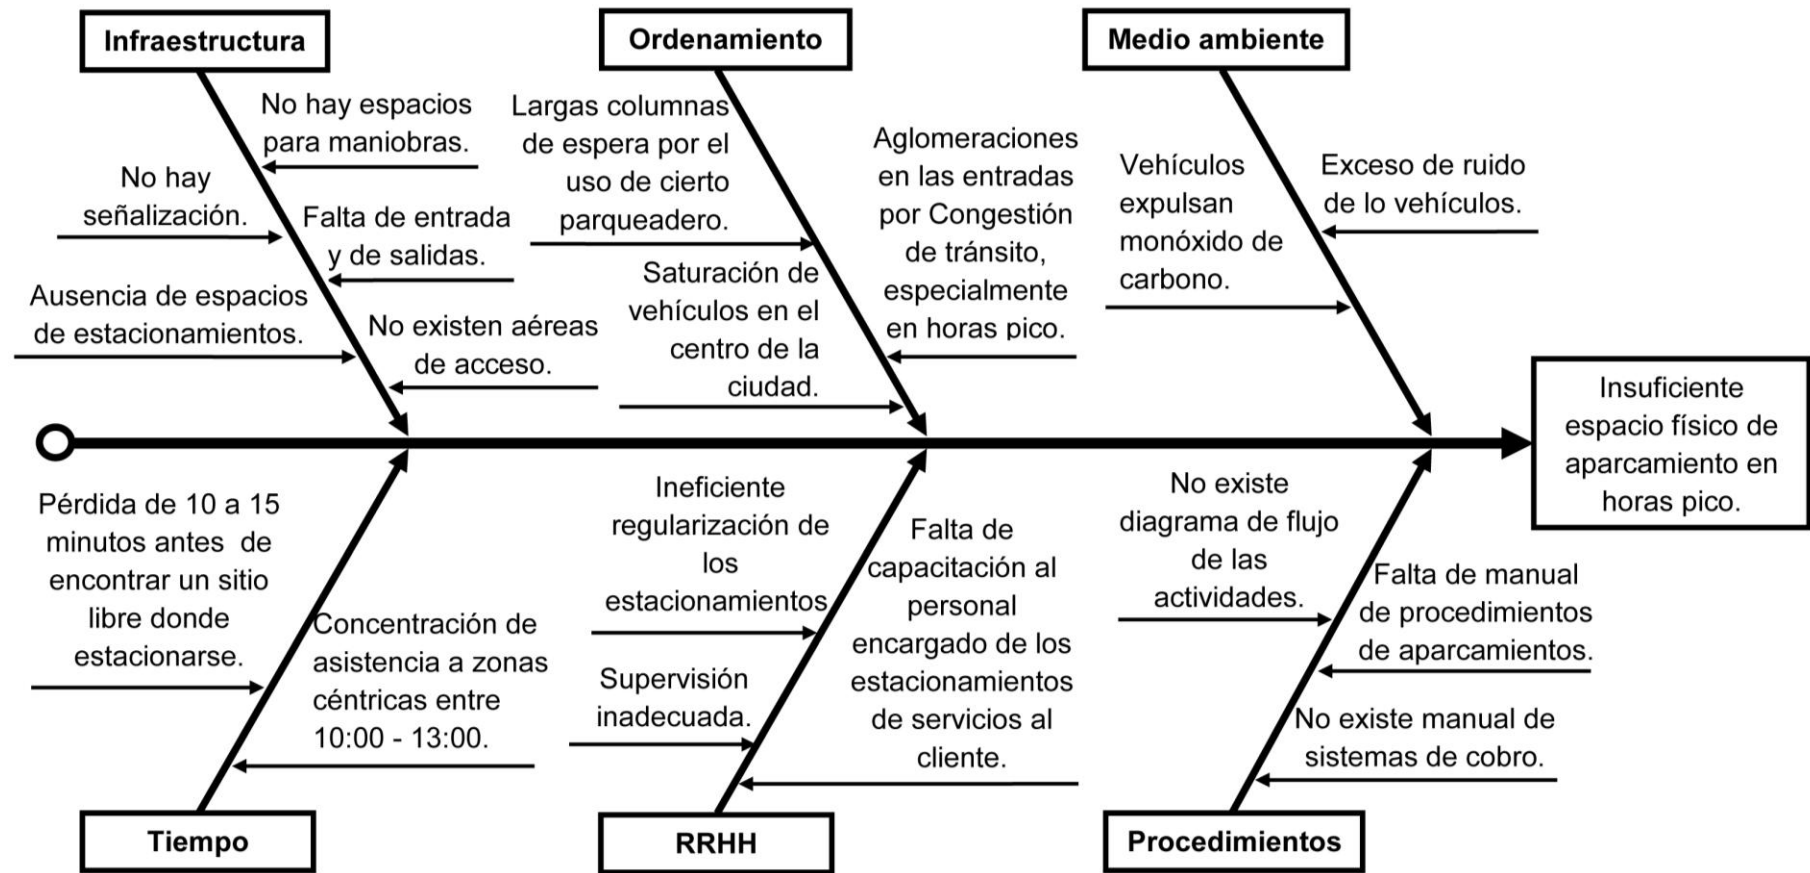 Infraestructura
Ordenamiento
Medio ambiente
No hay espacios
para maniobras.
No hay
señalización.
Falta de entrada
y de salidas.
Ausencia de espacios
de estacionamientos.
No existen aéreas
de acceso.
Largas columnas
de espera por el
uso de cierto
parqueadero.
Aglomeraciones
en las entradas
por Congestión
de tránsito,
especialmente
en horas pico.
Saturación de
vehículos en el
centro de la
ciudad.
Vehículos
expulsan
monóxido de
carbono.
Exceso de ruido
de lo vehículos.
Insuficiente
espacio físico de
aparcamiento en
horas pico.
Pérdida de 10 a 15
minutos antes de
encontrar un sitio
libre donde
estacionarse.
Concentración de
asistencia a zonas
céntricas entre
10:00 - 13:00.
Ineficiente
regularización de
los
estacionamientos
Supervisión
inadecuada.
Falta de
capacitación al
personal
encargado de los
estacionamientos
de servicios al
cliente.
No existe
diagrama de flujo
de las
actividades.
Falta de manual
de procedimientos
de aparcamientos.
No existe manual de
sistemas de cobro.
Tiempo
RRHH
Procedimientos